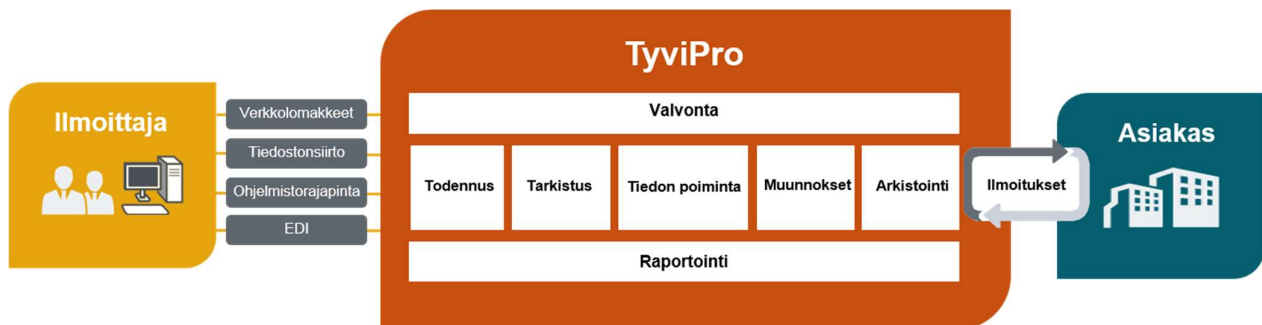 TyviPro
Ilmoittaja
Verkkolomakkeet
Tiedostonsiirto
Ohjelmistorajapinta
EDI
Valvonta
Todennus
Tarkistus
Tiedon poiminta
Muunnokset
Arkistointi
Raportointi
Ilmoitukset
Asiakas